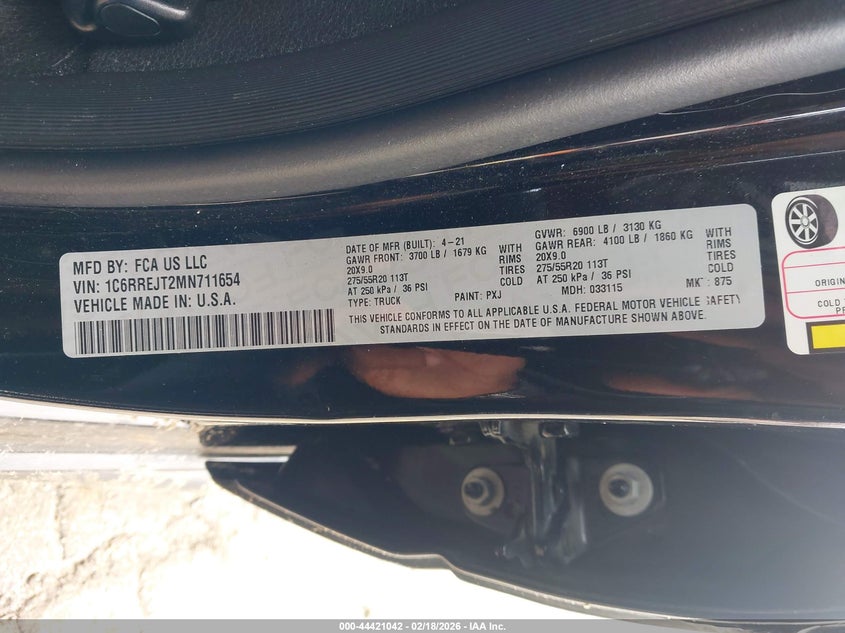 MFD BY: FCA US LLC
VIN: 1C6RREJT2MN711654
VEHICLE MADE IN: U.S.A.
DATE OF MFR (BUILT): 4-21
GVWR: 6900 LB / 3130 KG
GAWR FRONT: 3700 LB / 1679 KG WITH
GAWR REAR: 4100 LB / 1860 KG WITH
20X9.0 RIMS
20X9.0 RIMS
275/55R20 113T TIRES
275/55R20 113T TIRES
AT 250 kPa / 36 PSI COLD
AT 250 kPa / 36 PSI COLD
TYPE: TRUCK PAINT: PXJ MDH: 033115 MK: 875
THIS VEHICLE CONFORMS TO ALL APPLICABLE U.S.A. FEDERAL MOTOR VEHICLE SAFETY
STANDARDS IN EFFECT ON THE DATE OF MANUFACTURE SHOWN ABOVE.
ORIGIN
COLD
000-44421042 - 02/18/2026 - IAA Inc.